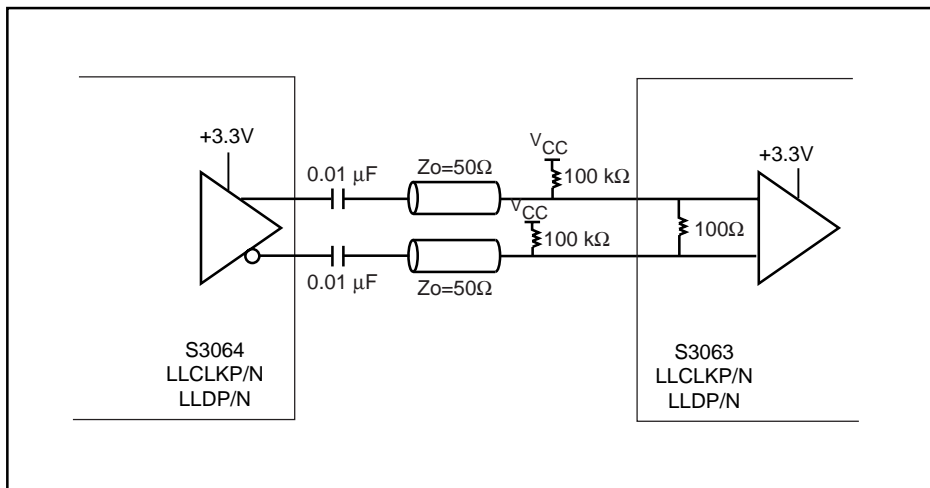 +3.3V
0.01 μF
Zo=50Ω
VCC
100 kΩ
+3.3V
VCC
100 kΩ
100Ω
0.01 μF
Zo=50Ω
S3064
LLCLKP/N
LLDP/N
S3063
LLCLKP/N
LLDP/N